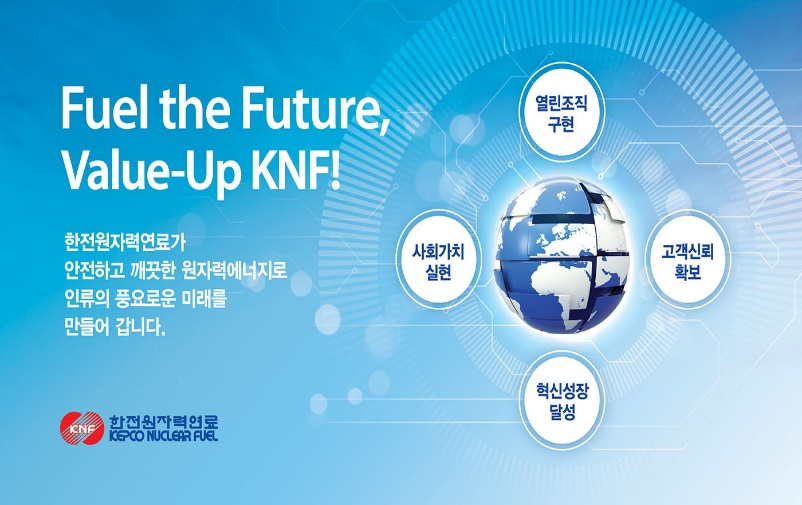 Fuel the Future,
Value-Up KNF!
한전원자력연료가
안전하고 깨끗한 원자력에너지로
인류의 풍요로운 미래를
만들어 갑니다.
열린조직
구현
사회가치
실현
고객신뢰
확보
혁신성장
달성
KNF
한전원자력연료
KEPCO NUCLEAR FUEL